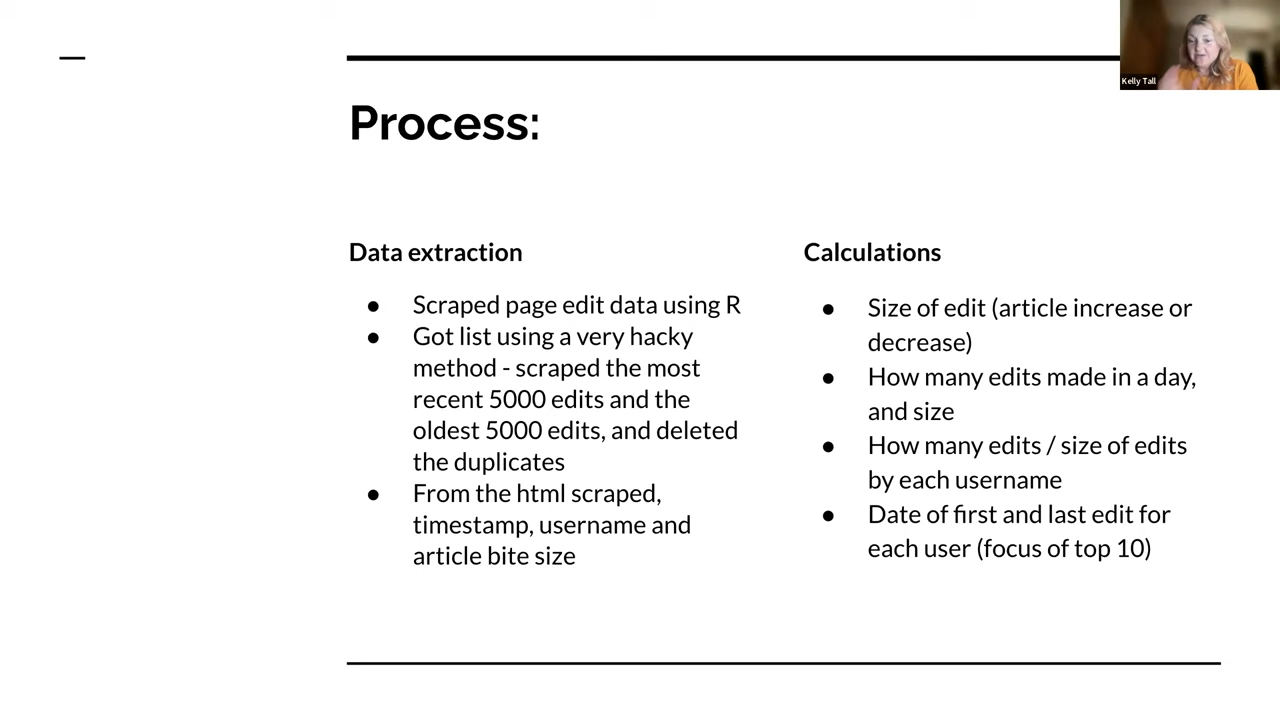 Kelly Tall
Process:
Data extraction
● Scraped page edit data using R
● Got list using a very hacky
method - scraped the most
recent 5000 edits and the
oldest 5000 edits, and deleted
the duplicates
● From the html scraped,
timestamp, username and
article bite size
Calculations
● Size of edit (article increase or
decrease)
● How many edits made in a day,
and size
● How many edits / size of edits
by each username
● Date of first and last edit for
each user (focus of top 10)